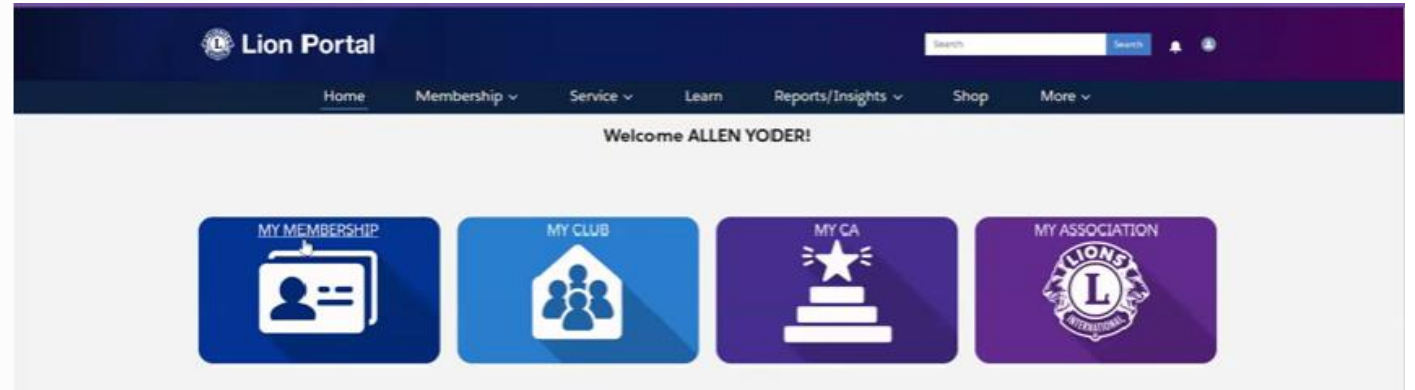 Lion Portal
Search Search
Home Membership Service Learn Reports/Insights Shop More
Welcome ALLEN YODER!
MY MEMBERSHIP MY CLUB MY CA MY ASSOCIATION
LIONS
L
INTERNATIONAL